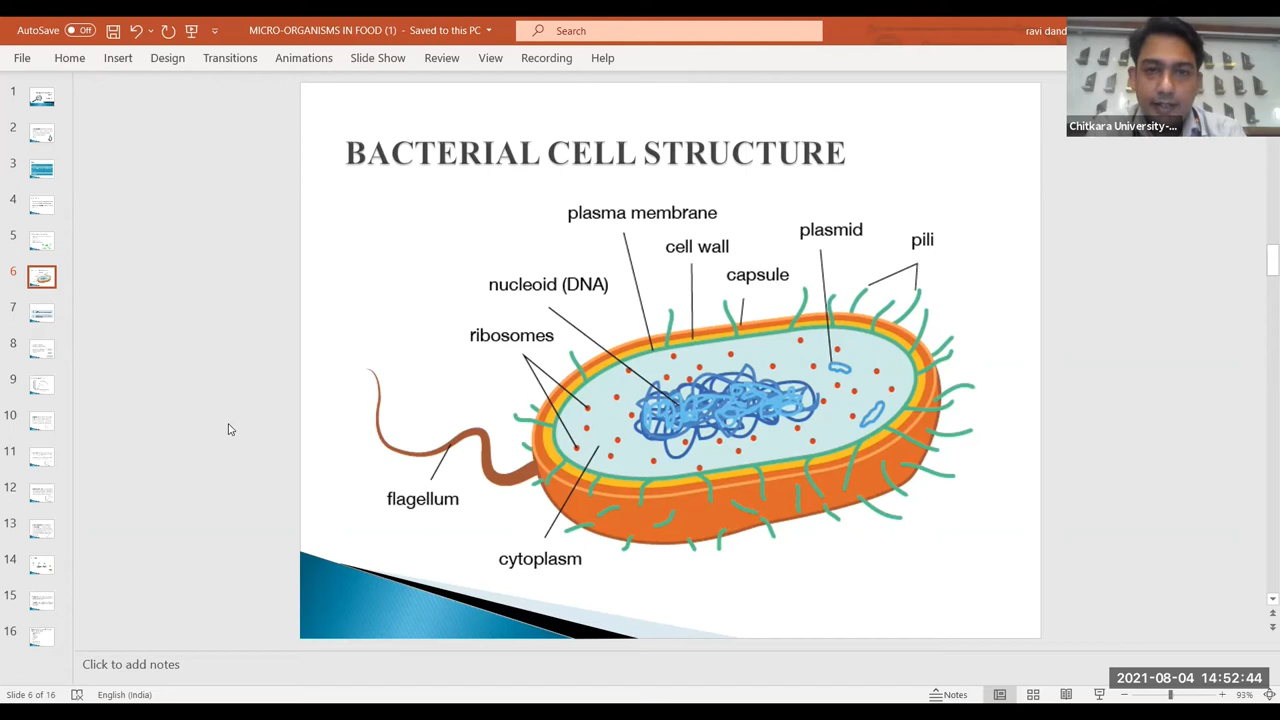 AutoSave Off MICRO-ORGANISMS IN FOOD (1) - Saved to this PC Search ravi dand
File Home Insert Design Transitions Animations Slide Show Review View Recording Help
Chitkara University-...
1
2
3
4
5
6
7
8
9
10
11
12
13
14
15
16
BACTERIAL CELL STRUCTURE
plasma membrane
plasmid
pili
cell wall
capsule
nucleoid (DNA)
ribosomes
flagellum
cytoplasm
Click to add notes
2021-08-04 14:52:44
Slide 6 of 16 English (India) Notes 93%